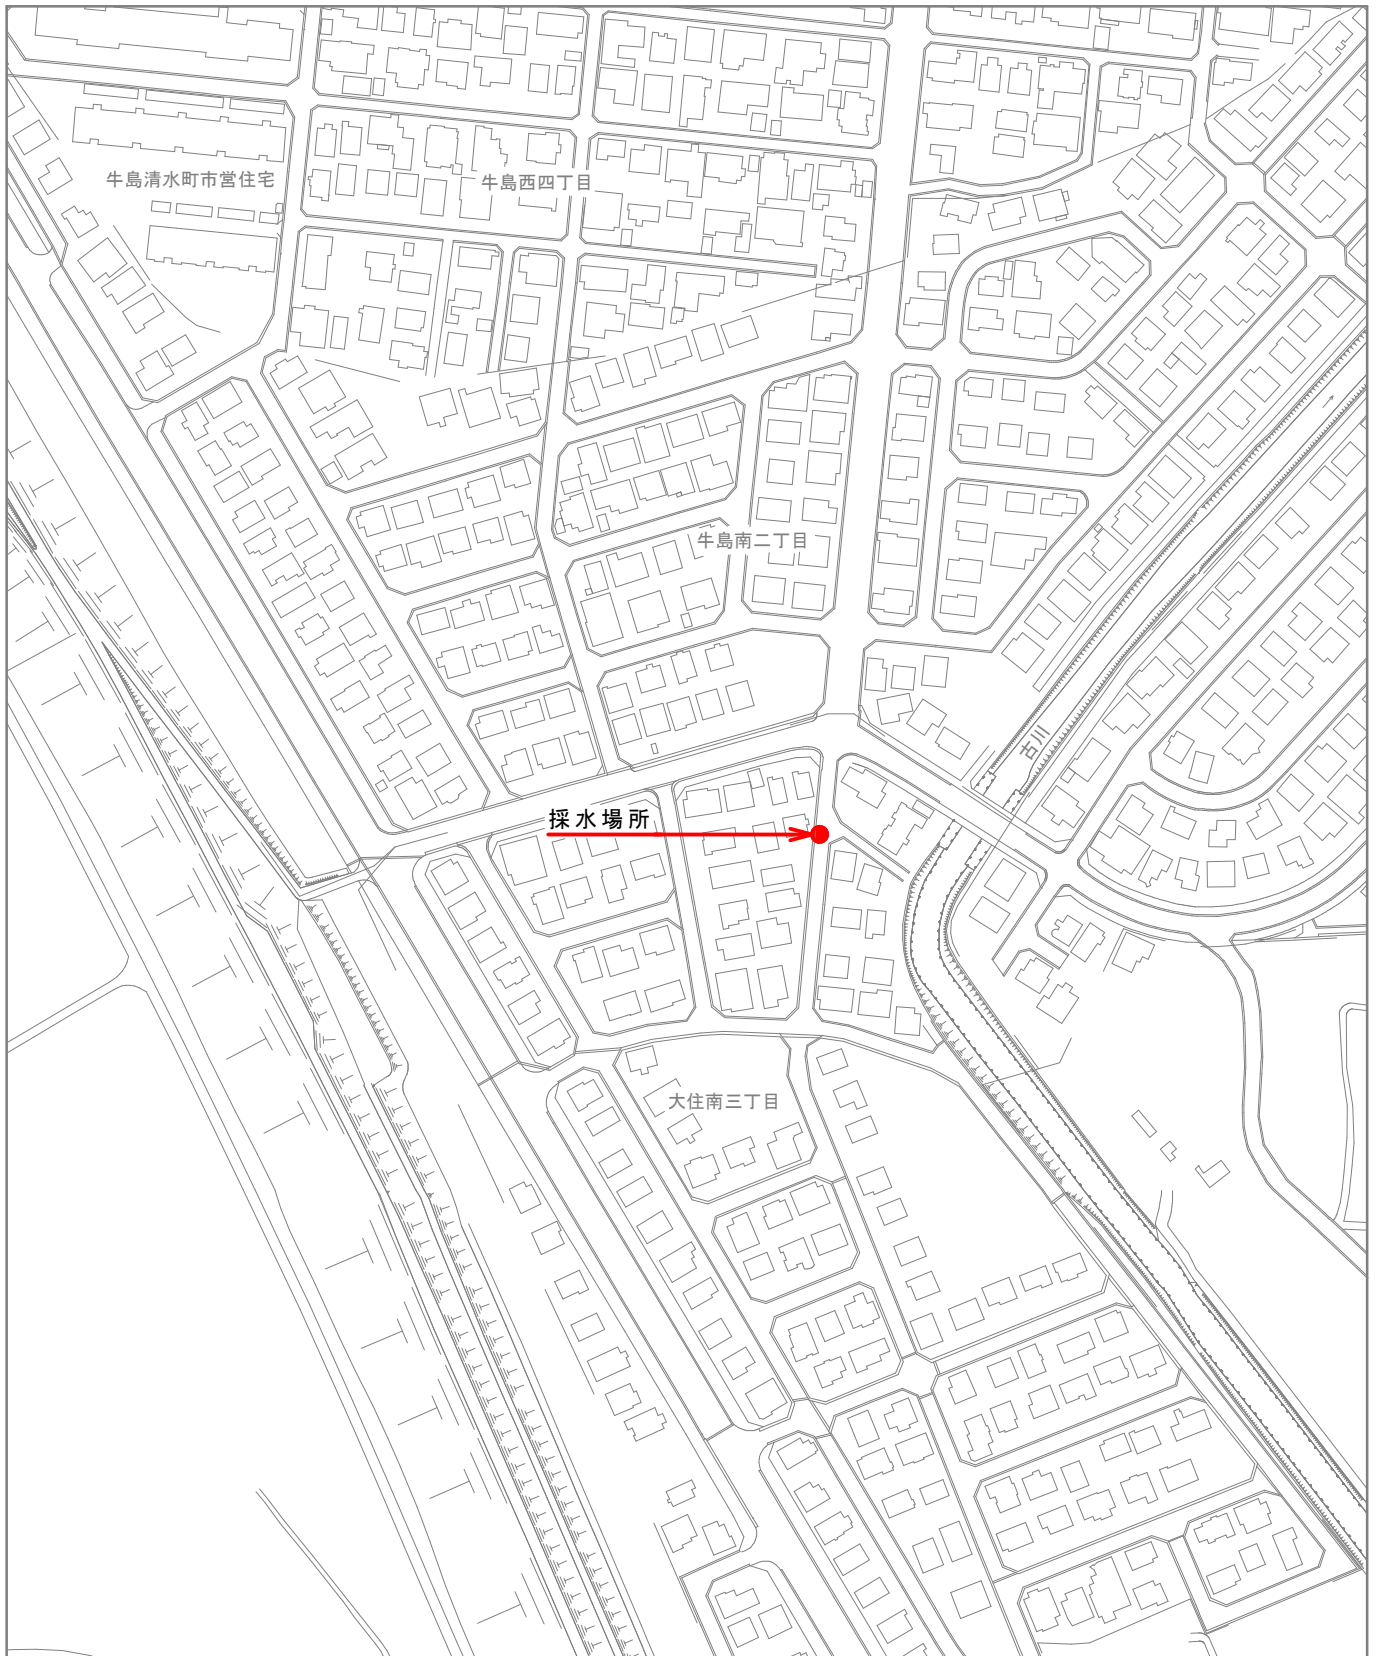 牛島清水町市営住宅
牛島西四丁目
牛島南二丁目
古川
採水場所
大住南三丁目